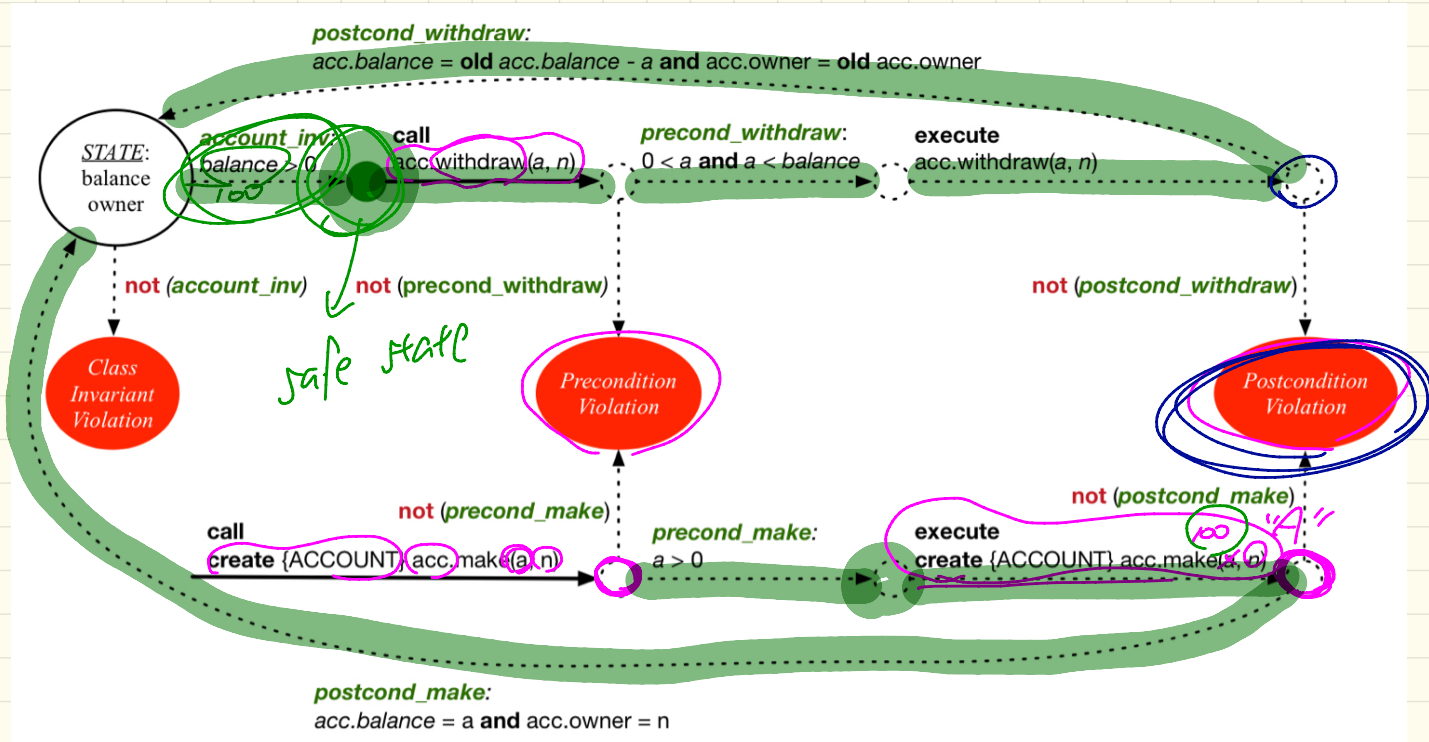 postcond_withdraw:
acc.balance = old acc.balance - a and acc.owner = old acc.owner
account_inv:
balance > 0
100
call
acc.withdraw(a, n)
precond_withdraw:
0 < a and a < balance
execute
acc.withdraw(a, n)
STATE:
balance
owner
not (account_inv)
not (precond_withdraw)
not (postcond_withdraw)
safe state
Class
Invariant
Violation
Precondition
Violation
Postcondition
Violation
not (precond_make)
not (postcond_make)
call
create {ACCOUNT} acc.make(a, n)
precond_make:
a > 0
execute
100 "A"
create {ACCOUNT} acc.make(a, n)
postcond_make:
acc.balance = a and acc.owner = n